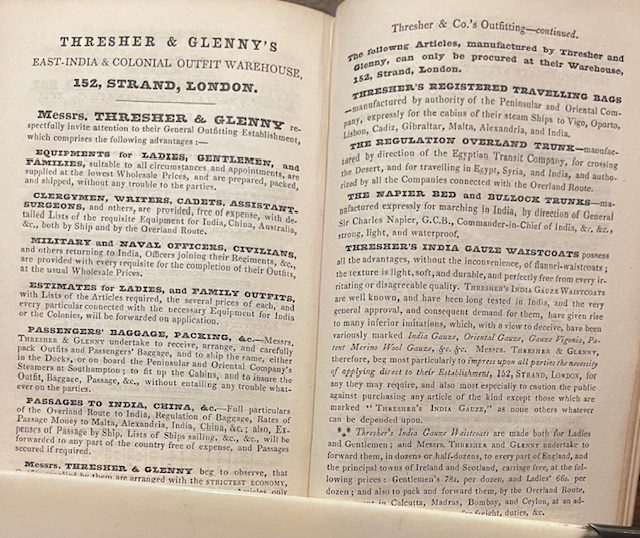 THRESHER & GLENNY'S
EAST-INDIA & COLONIAL OUTFIT WAREHOUSE,
152, STRAND, LONDON.
Messrs. THRESHER & GLENNY re-
spectfully invite attention to their General Outfitting Establishment,
which comprises the following advantages:—
EQUIPMENTS for LADIES, GENTLEMEN, and
FAMILIES, suitable to all circumstances and appointments, are
supplied at the lowest Wholesale Prices, and are prepared, packed,
and shipped, without any trouble to the parties.
CLERGYMEN, WRITERS, CADETS, ASSISTANT-
SURGEONS, and others, are provided, free of expense, with de-
tailed Lists of the requisite Equipment for India, China, Australia,
&c., both by Ship and by the Overland Route.
MILITARY and NAVAL OFFICERS, CIVILIANS,
and others returning to India, Officers joining their Regiments, &c.,
are provided with every requisite for the completion of their Outfits,
at the usual Wholesale Prices.
ESTIMATES for LADIES, and FAMILY OUTFITS,
with Lists of the Articles required, the several prices of each, and
every particular connected with the necessary Equipment for India
or the Colonies, will be forwarded on application.
PASSENGERS' BAGGAGE, PACKING, &c.—Messrs.
THRESHER & GLENNY undertake to receive, arrange, and carefully
pack Outfits and Passengers' Baggage, and to ship the same, either
in the Docks, or on board the Peninsular and Oriental Company's
Steamers at Southampton; to fit up the Cabins, and to insure the
Outfit, Baggage, Passage, &c., without entailing any trouble what-
ever on the parties.
PASSAGES TO INDIA, CHINA, &c.—Full particulars
of the Overland Route to India, Regulation of Baggage, Rates of
Passage Money to Malta, Alexandria, India, China, &c.; also, Ex-
penses of Passage by Ship, Lists of Ships sailing, &c., &c., will be
forwarded to any part of the country free of expense, and Passages
secured if required.
Messrs. THRESHER & GLENNY beg to observe, that
by them are arranged with the STRICTEST ECONOMY,
Articles only
Thresher & Co.'s Outfitting—continued.
The followng Articles, manufactured by Thresher and
Glenny, can only be procured at their Warehouse,
152, Strand, London.
THRESHER'S REGISTERED TRAVELLING BAGS
—manufactured by authority of the Peninsular and Oriental Com-
pany, expressly for the cabins of their steam Ships to Vigo, Oporto,
Lisbon, Cadiz, Gibraltar, Malta, Alexandria, and India.
THE REGULATION OVERLAND TRUNK—manufac-
tured by direction of the Egyptian Transit Company, for crossing
the Desert, and for travelling in Egypt, Syria, and India, and autho-
rized by all the Companies connected with the Overland Route.
THE NAPIER BED and BULLOCK TRUNKS—ma-
nufactured expressly for marching in India, by direction of General
Sir Charles Napier, G.C.B., Commander-in-Chief of India, &c., &c.,
strong, light, and waterproof.
THRESHER'S INDIA GAUZE WAISTCOATS possess
all the advantages, without the inconvenience, of flannel-waistcoats;
the texture is light, soft, and durable, and perfectly free from every ir-
ritating or disagreeable quality. THRESHER'S INDIA GAUZE WAISTCOATS
are well known, and have been long tested in India, and the very
general approval, and consequent demand for them, have given rise
to many inferior imitations, which, with a view to deceive, have been
variously marked India Gauze, Oriental Gauze, Gauze Vigonia, Pa-
tent Merino Wool Gauze, &c. &c. MESSRS. THRESHER & GLENNY,
therefore, beg most particularly to impress upon all parties the necessity
of applying direct to their Establishment, 152, STRAND, LONDON, for
any they may require, and also most especially to caution the public
against purchasing any article of the kind except those which are
marked "THRESHER'S INDIA GAUZE," as none others whatever
can be depended upon.
⁂ Thresher's India Gauze Waistcoats are made both for Ladies
and Gentlemen; and MESSRS. THRESHER & GLENNY undertake to
forward them, in dozens or half-dozens, to every part of England, and
the principal towns of Ireland and Scotland, carriage free, at the fol-
lowing prices: Gentlemen's 78s. per dozen, and Ladies' 66s. per
dozen; and also to pack and forward them, by the Overland Route,
in Calcutta, Madras, Bombay, and Ceylon, at an ad-
freight, duties, &c.